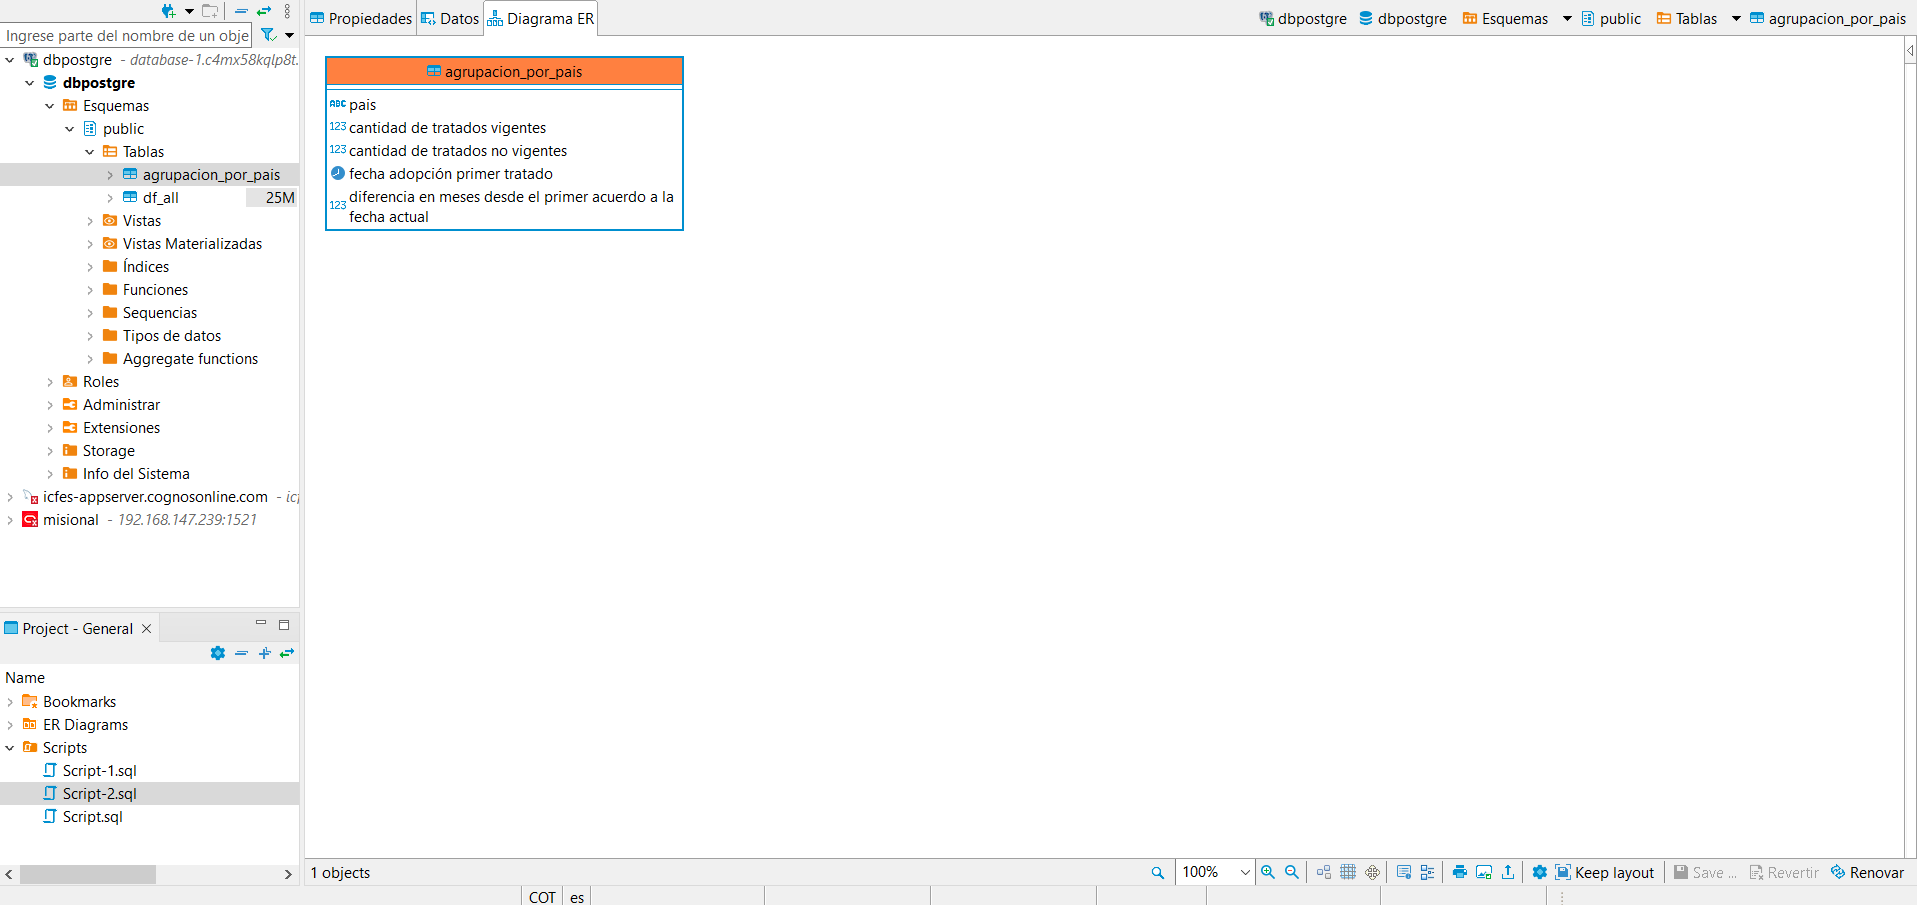 Ingrese parte del nombre de un obje
dbpostgre - database-1.c4mx58kqlp8t.
dbpostgre
Esquemas
public
Tablas
agrupacion_por_pais
df_all 25M
Vistas
Vistas Materializadas
Índices
Funciones
Sequencias
Tipos de datos
Aggregate functions
Roles
Administrar
Extensiones
Storage
Info del Sistema
icfes-appserver.cognosonline.com - icf
misional - 192.168.147.239:1521
Project - General
Name
Bookmarks
ER Diagrams
Scripts
Script-1.sql
Script-2.sql
Script.sql
Propiedades Datos Diagrama ER
dbpostgre dbpostgre Esquemas public Tablas agrupacion_por_pais
agrupacion_por_pais
ABC pais
123 cantidad de tratados vigentes
123 cantidad de tratados no vigentes
fecha adopción primer tratado
123 diferencia en meses desde el primer acuerdo a la
fecha actual
1 objects 100% Keep layout Save ... Revertir Renovar
COT es